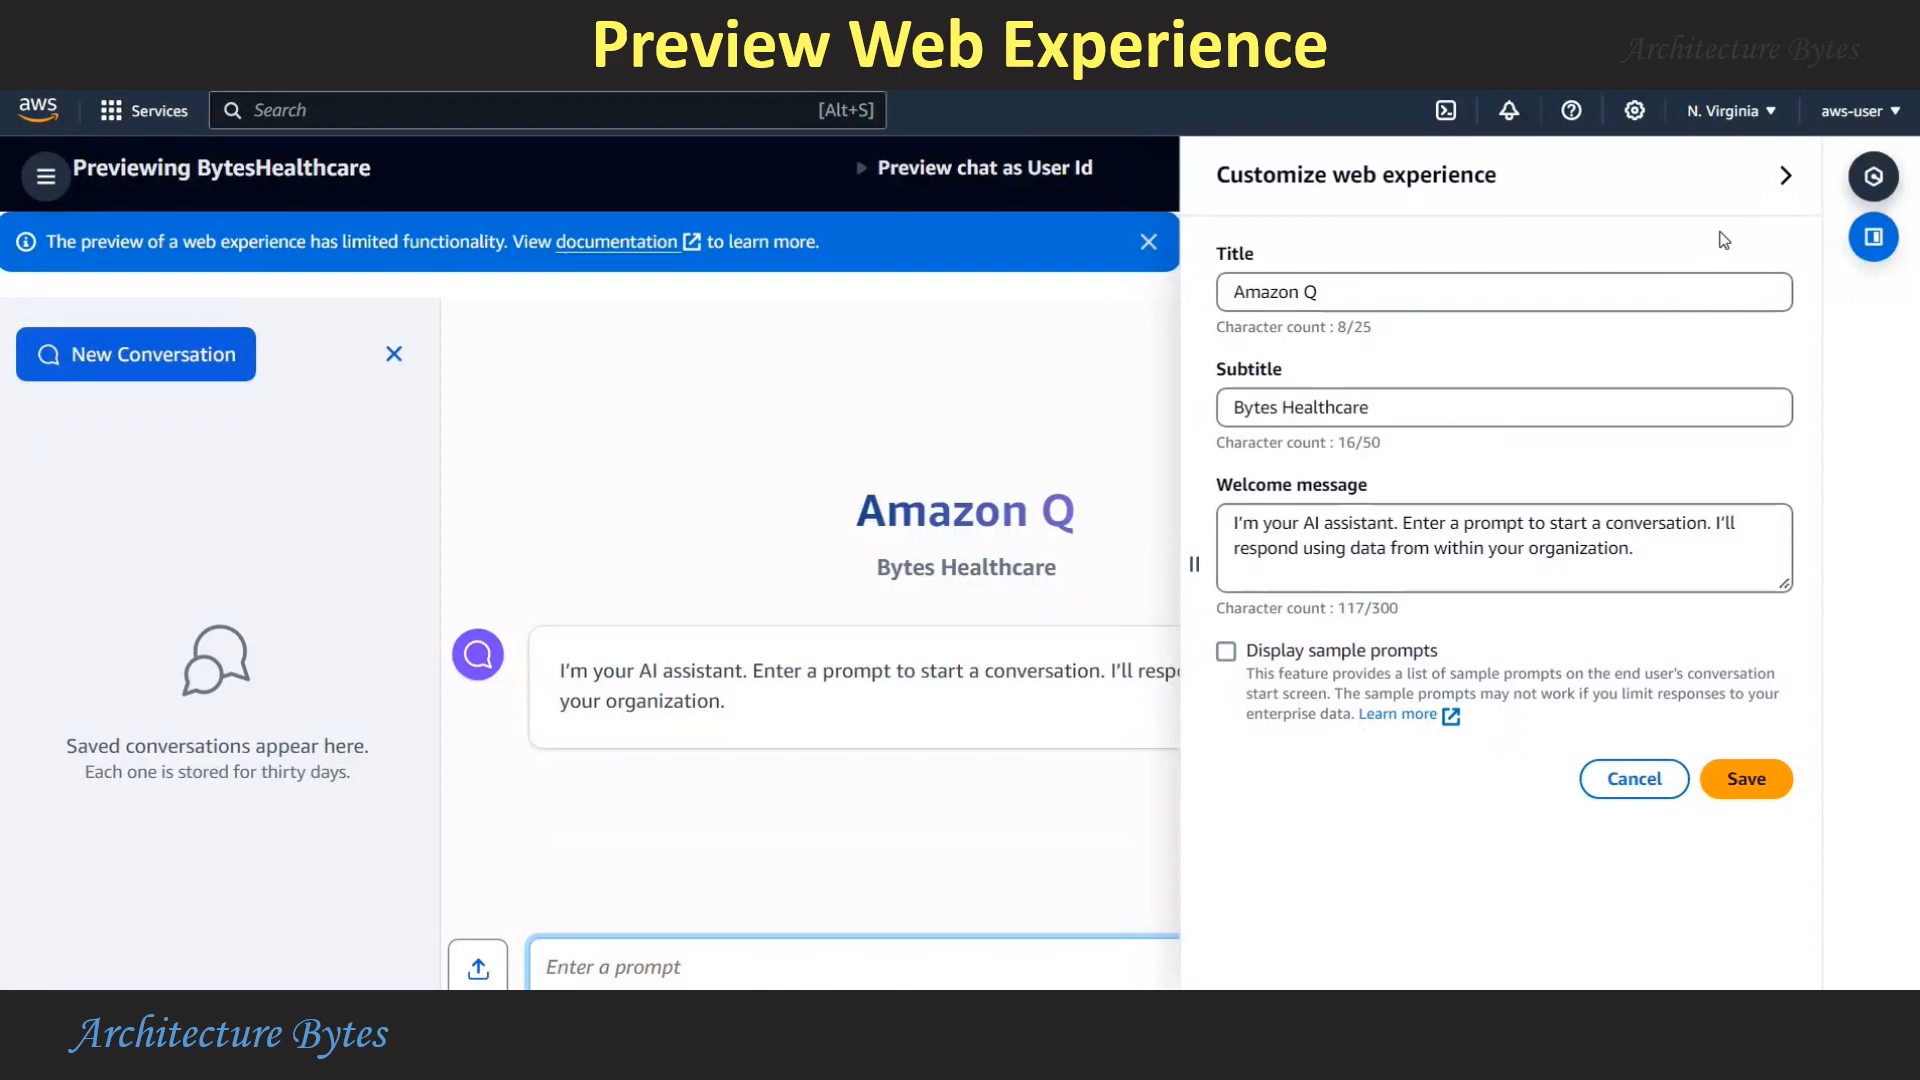 Preview Web Experience
Architecture Bytes
aws
Services
Search
[Alt+S]
N. Virginia
aws-user
Previewing BytesHealthcare
Preview chat as User Id
The preview of a web experience has limited functionality. View documentation to learn more.
New Conversation
Saved conversations appear here.
Each one is stored for thirty days.
Amazon Q
Bytes Healthcare
I'm your AI assistant. Enter a prompt to start a conversation. I'll resp
your organization.
Enter a prompt
Customize web experience
Title
Amazon Q
Character count : 8/25
Subtitle
Bytes Healthcare
Character count : 16/50
Welcome message
I'm your AI assistant. Enter a prompt to start a conversation. I'll
respond using data from within your organization.
Character count : 117/300
Display sample prompts
This feature provides a list of sample prompts on the end user's conversation
start screen. The sample prompts may not work if you limit responses to your
enterprise data. Learn more
Cancel
Save
Architecture Bytes